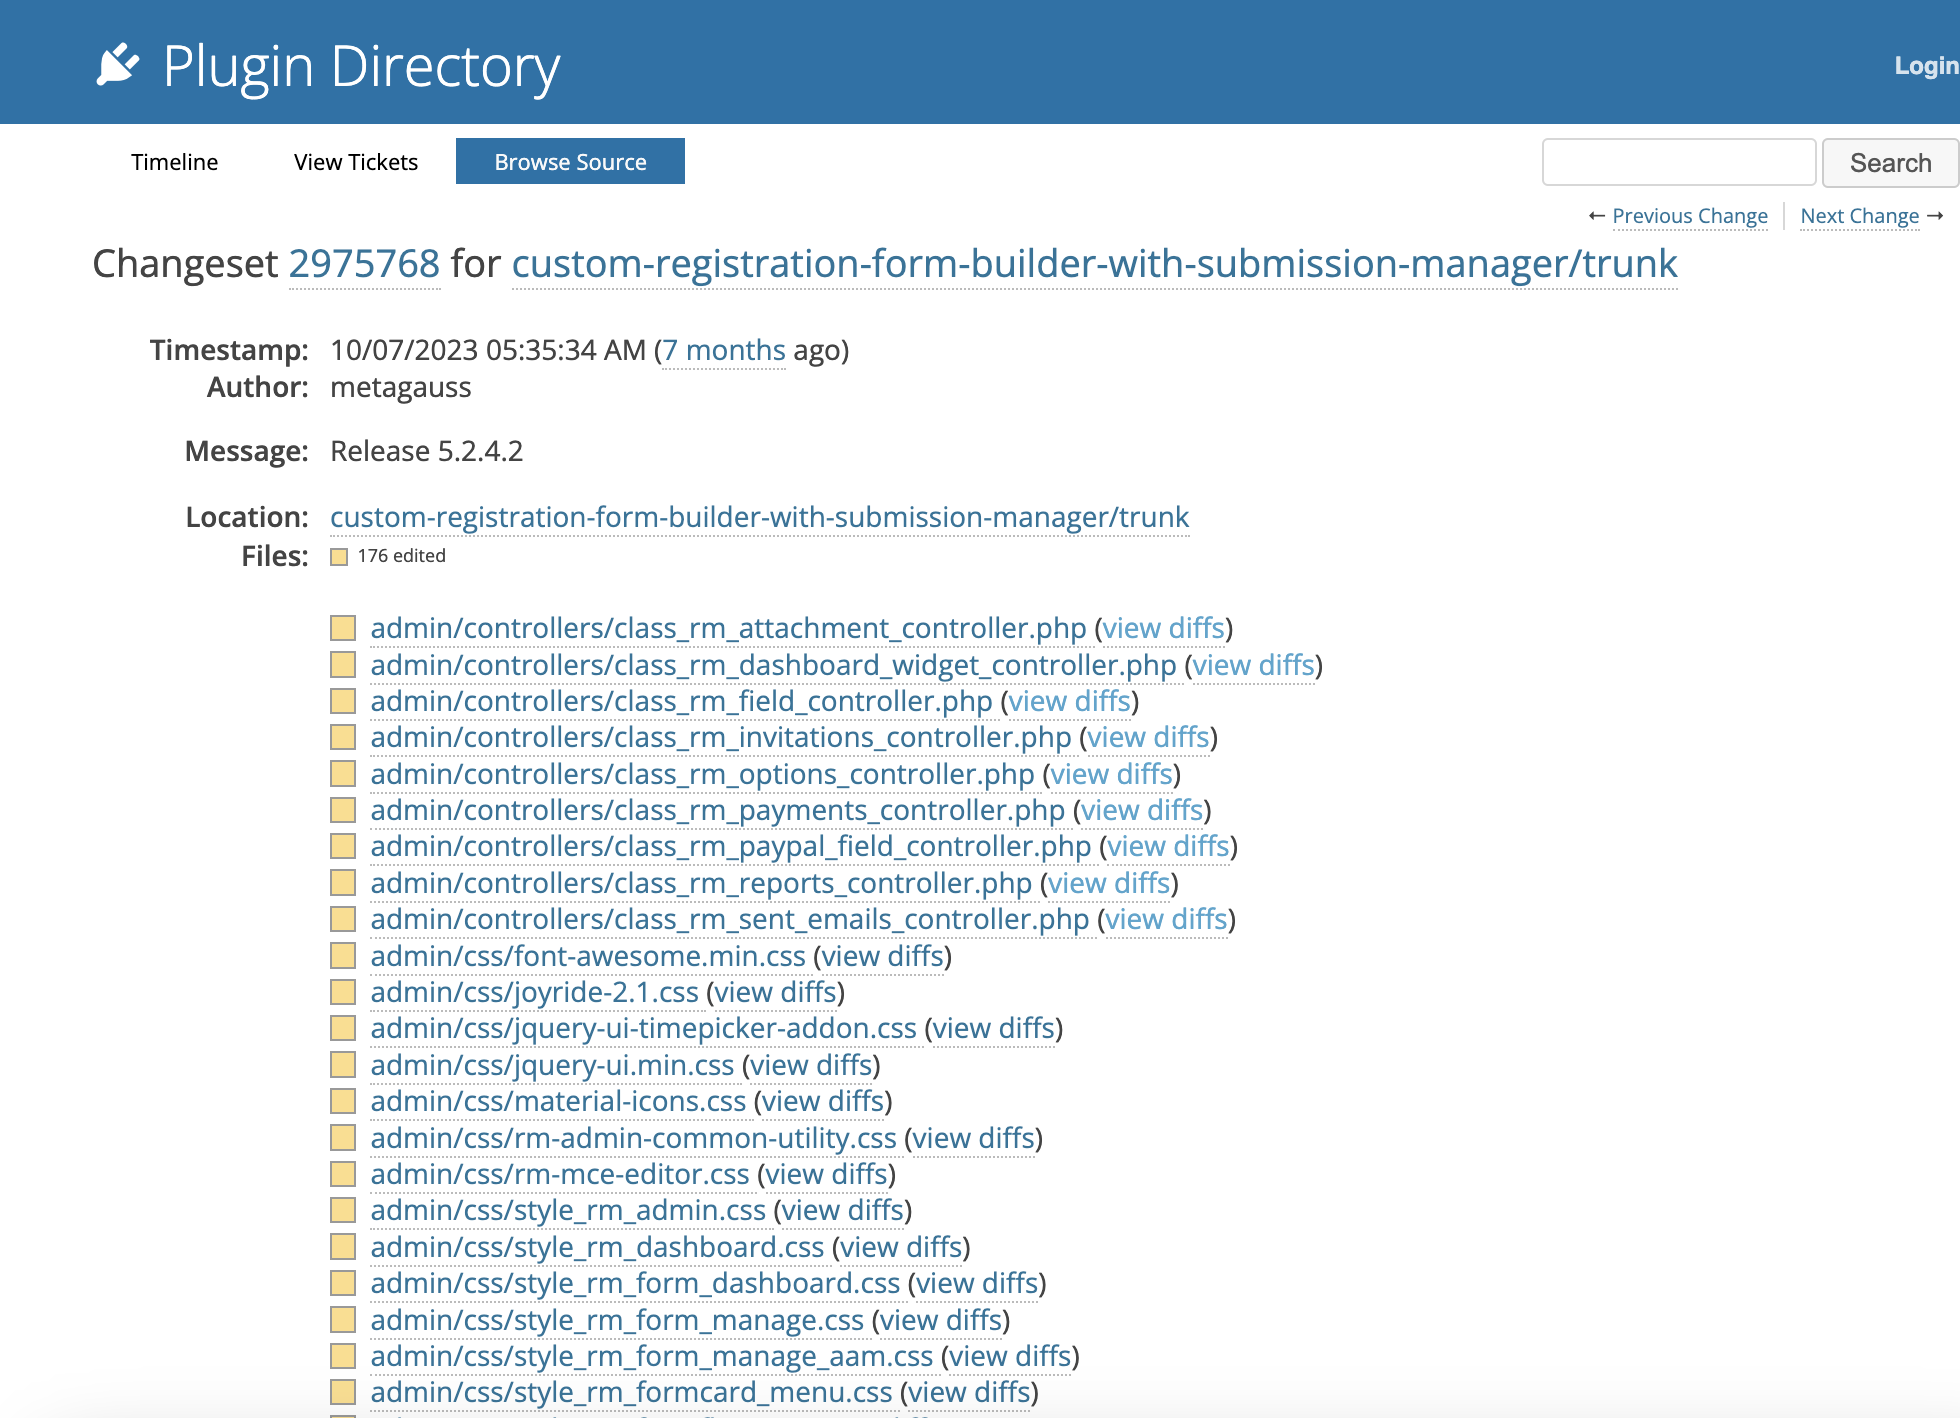 Plugin Directory
Login
Timeline
View Tickets
Browse Source
Search
← Previous Change
Next Change →
Changeset 2975768 for custom-registration-form-builder-with-submission-manager/trunk
Timestamp: 10/07/2023 05:35:34 AM (7 months ago)
Author: metagauss
Message: Release 5.2.4.2
Location: custom-registration-form-builder-with-submission-manager/trunk
Files: 176 edited
admin/controllers/class_rm_attachment_controller.php (view diffs)
admin/controllers/class_rm_dashboard_widget_controller.php (view diffs)
admin/controllers/class_rm_field_controller.php (view diffs)
admin/controllers/class_rm_invitations_controller.php (view diffs)
admin/controllers/class_rm_options_controller.php (view diffs)
admin/controllers/class_rm_payments_controller.php (view diffs)
admin/controllers/class_rm_paypal_field_controller.php (view diffs)
admin/controllers/class_rm_reports_controller.php (view diffs)
admin/controllers/class_rm_sent_emails_controller.php (view diffs)
admin/css/font-awesome.min.css (view diffs)
admin/css/joyride-2.1.css (view diffs)
admin/css/jquery-ui-timepicker-addon.css (view diffs)
admin/css/jquery-ui.min.css (view diffs)
admin/css/material-icons.css (view diffs)
admin/css/rm-admin-common-utility.css (view diffs)
admin/css/rm-mce-editor.css (view diffs)
admin/css/style_rm_admin.css (view diffs)
admin/css/style_rm_dashboard.css (view diffs)
admin/css/style_rm_form_dashboard.css (view diffs)
admin/css/style_rm_form_manage.css (view diffs)
admin/css/style_rm_form_manage_aam.css (view diffs)
admin/css/style_rm_formcard_menu.css (view diffs)